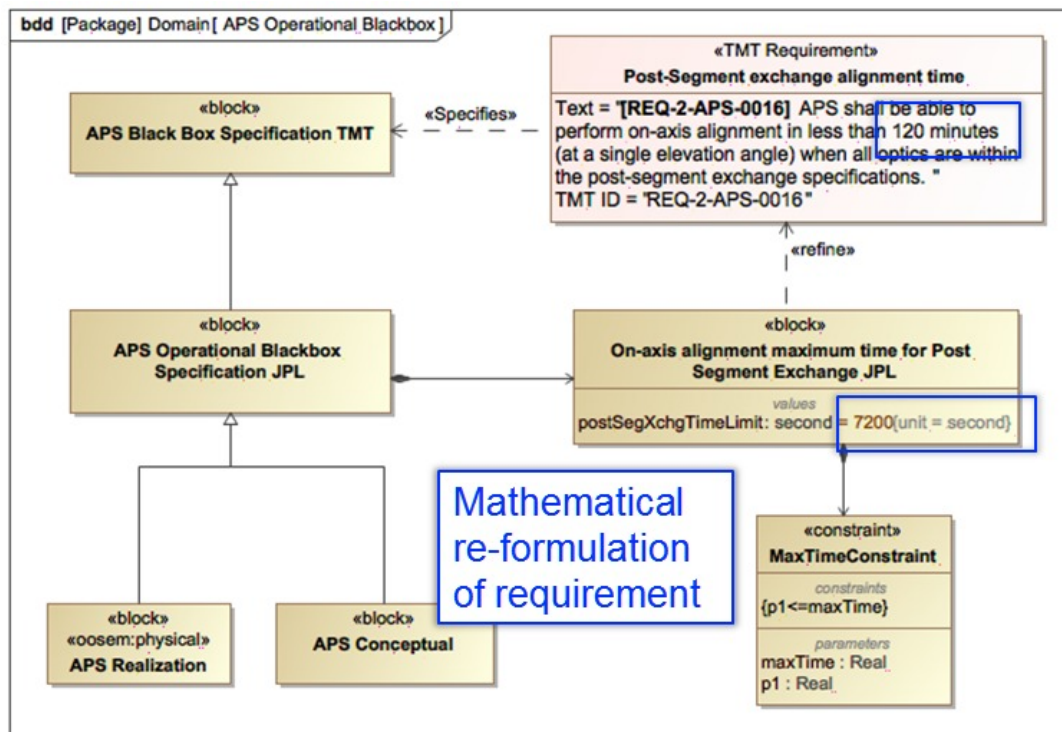 bdd [Package] Domain[ APS Operational Blackbox ]
«TMT Requirement»
Post-Segment exchange alignment time
Text = "[REQ-2-APS-0016] APS shall be able to
perform on-axis alignment in less than 120 minutes
(at a single elevation angle) when all optics are within
the post-segment exchange specifications. "
TMT ID = "REQ-2-APS-0016"
«block»
APS Black Box Specification TMT
«Specifies»
«refine»
«block»
APS Operational Blackbox
Specification JPL
«block»
On-axis alignment maximum time for Post
Segment Exchange JPL
values
postSegXchgTimeLimit: second = 7200{unit = second}
Mathematical
re-formulation
of requirement
«constraint»
MaxTimeConstraint
constraints
{p1<=maxTime}
parameters
maxTime : Real
p1 : Real
«block»
«oosem:physical»
APS Realization
«block»
APS Conceptual